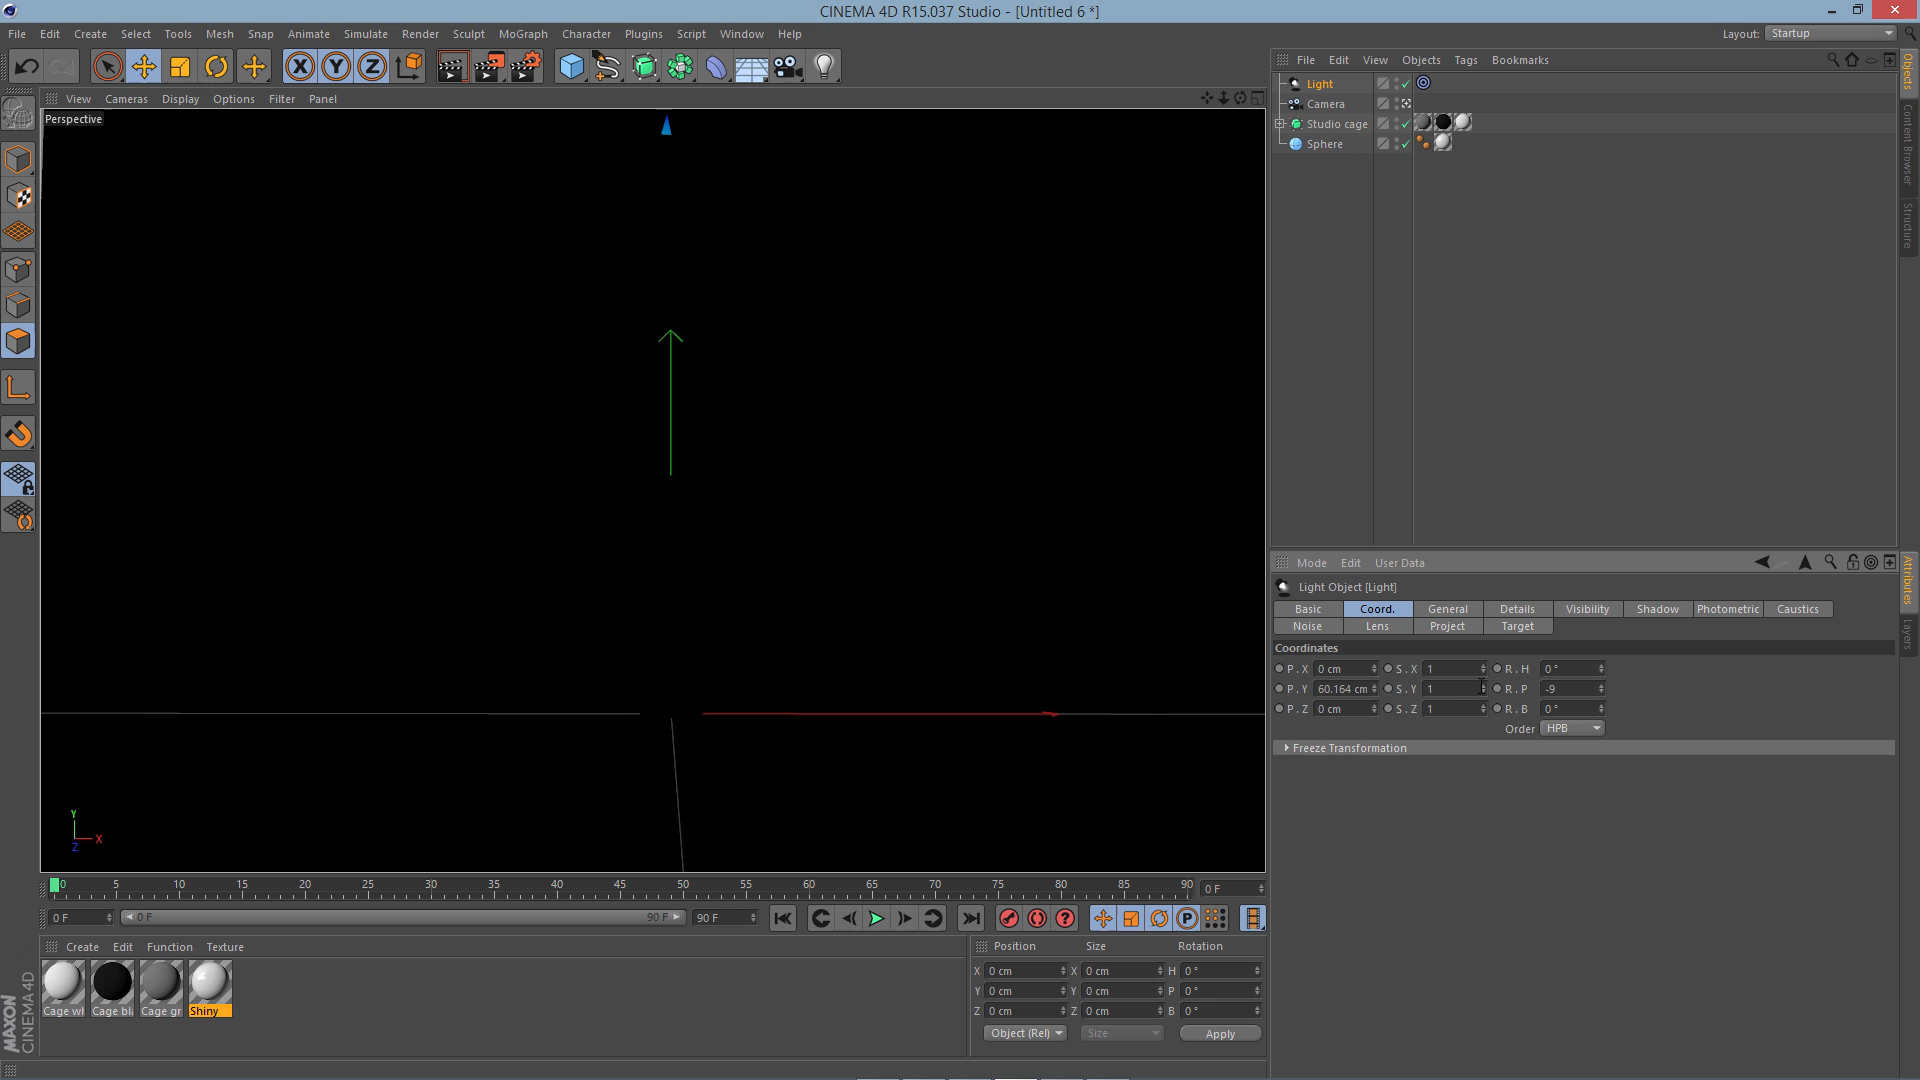 CINEMA 4D R15.037 Studio - [Untitled 6 *]
File Edit Create Select Tools Mesh Snap Animate Simulate Render Sculpt MoGraph Character Plugins Script Window Help Layout: Startup
File Edit View Objects Tags Bookmarks
View Cameras Display Options Filter Panel
Perspective
Light
Camera
Studio cage
Sphere
Objects
Content Browser
Structure
Mode Edit User Data
Light Object [Light]
Basic Coord. General Details Visibility Shadow Photometric Caustics
Noise Lens Project Target
Coordinates
P . X 0 cm S . X 1 R . H 0 °
P . Y 60.164 cm S . Y 1 R . P -9
P . Z 0 cm S . Z 1 R . B 0 °
Order HPB
Freeze Transformation
Attributes
Layers
Y
X
Z
0 5 10 15 20 25 30 35 40 45 50 55 60 65 70 75 80 85 90 0 F
0 F 0 F 90 F 90 F
P
Create Edit Function Texture
Cage wl Cage bl Cage gr Shiny
Position Size Rotation
X 0 cm X 0 cm H 0 °
Y 0 cm Y 0 cm P 0 °
Z 0 cm Z 0 cm B 0 °
Object (Rel) Size Apply
MAXON
CINEMA 4D